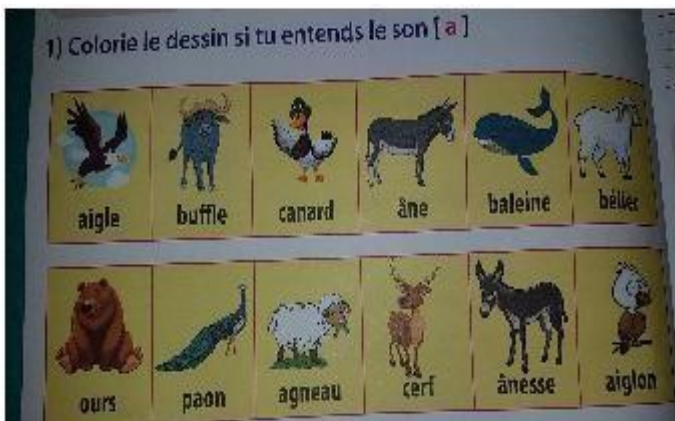 1) Colorie le dessin si tu entends le son [ a ]
aigle buffle canard âne baleine bélier
ours paon agneau cerf ânesse aiglon